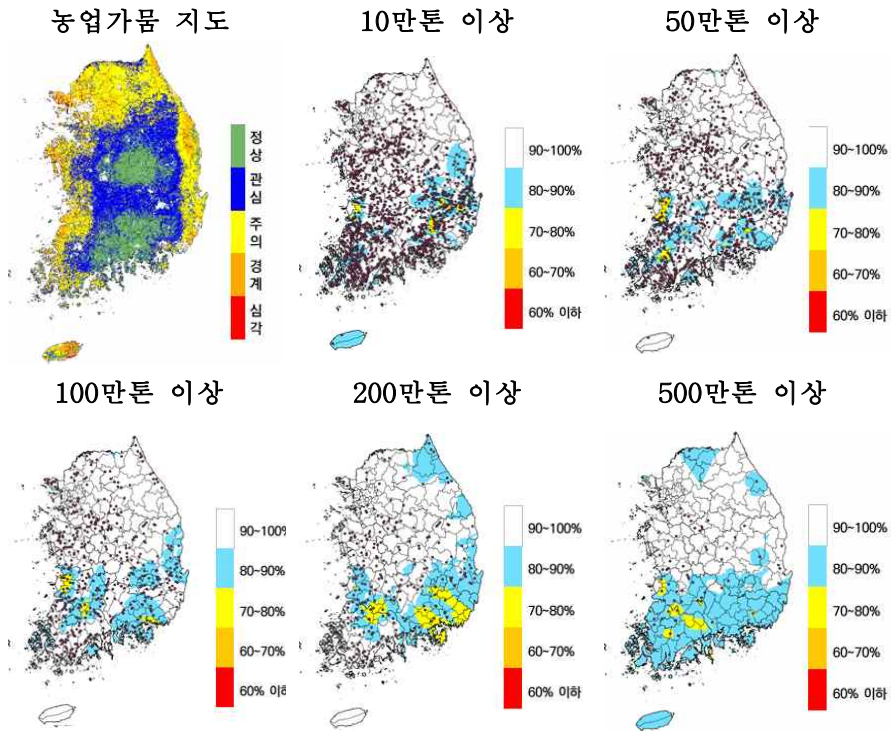 농업가뭄 지도
10만톤 이상
50만톤 이상
정상
관심
주의
경계
심각
90~100%
80~90%
70~80%
60~70%
60% 이하
90~100%
80~90%
70~80%
60~70%
60% 이하
100만톤 이상
200만톤 이상
500만톤 이상
90~100%
80~90%
70~80%
60~70%
60% 이하
90~100%
80~90%
70~80%
60~70%
60% 이하
90~100%
80~90%
70~80%
60~70%
60% 이하